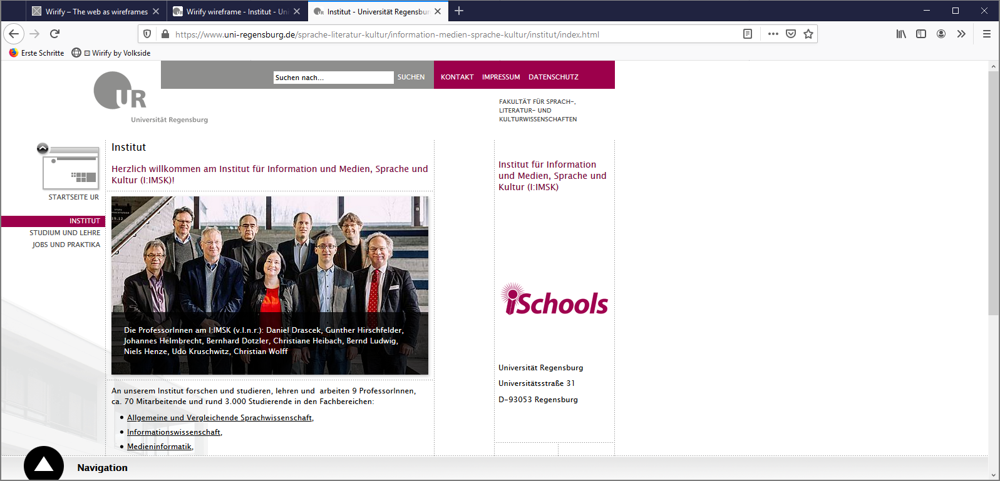 Wirify – The web as wireframes
Wirify wireframe - Institut - Un
Institut - Universität Regensbur
https://www.uni-regensburg.de/sprache-literatur-kultur/information-medien-sprache-kultur/institut/index.html
Erste Schritte
Wirify by Volkside
Suchen nach...
SUCHEN
KONTAKT
IMPRESSUM
DATENSCHUTZ
UR
Universität Regensburg
FAKULTÄT FÜR SPRACH-,
LITERATUR- UND
KULTURWISSENSCHAFTEN
STARTSEITE UR
INSTITUT
STUDIUM UND LEHRE
JOBS UND PRAKTIKA
Institut
Herzlich willkommen am Institut für Information und Medien, Sprache und
Kultur (I:IMSK)!
19.12
Die ProfessorInnen am I:IMSK (v.l.n.r.): Daniel Drascek, Gunther Hirschfelder,
Johannes Helmbrecht, Bernhard Dotzler, Christiane Heibach, Bernd Ludwig,
Niels Henze, Udo Kruschwitz, Christian Wolff
An unserem Institut forschen und studieren, lehren und arbeiten 9 ProfessorInnen,
ca. 70 Mitarbeitende und rund 3.000 Studierende in den Fachbereichen:
• Allgemeine und Vergleichende Sprachwissenschaft,
• Informationswissenschaft,
• Medieninformatik,
Institut für Information
und Medien, Sprache und
Kultur (I:IMSK)
iSchools
Universität Regensburg
Universitätsstraße 31
D-93053 Regensburg
Navigation